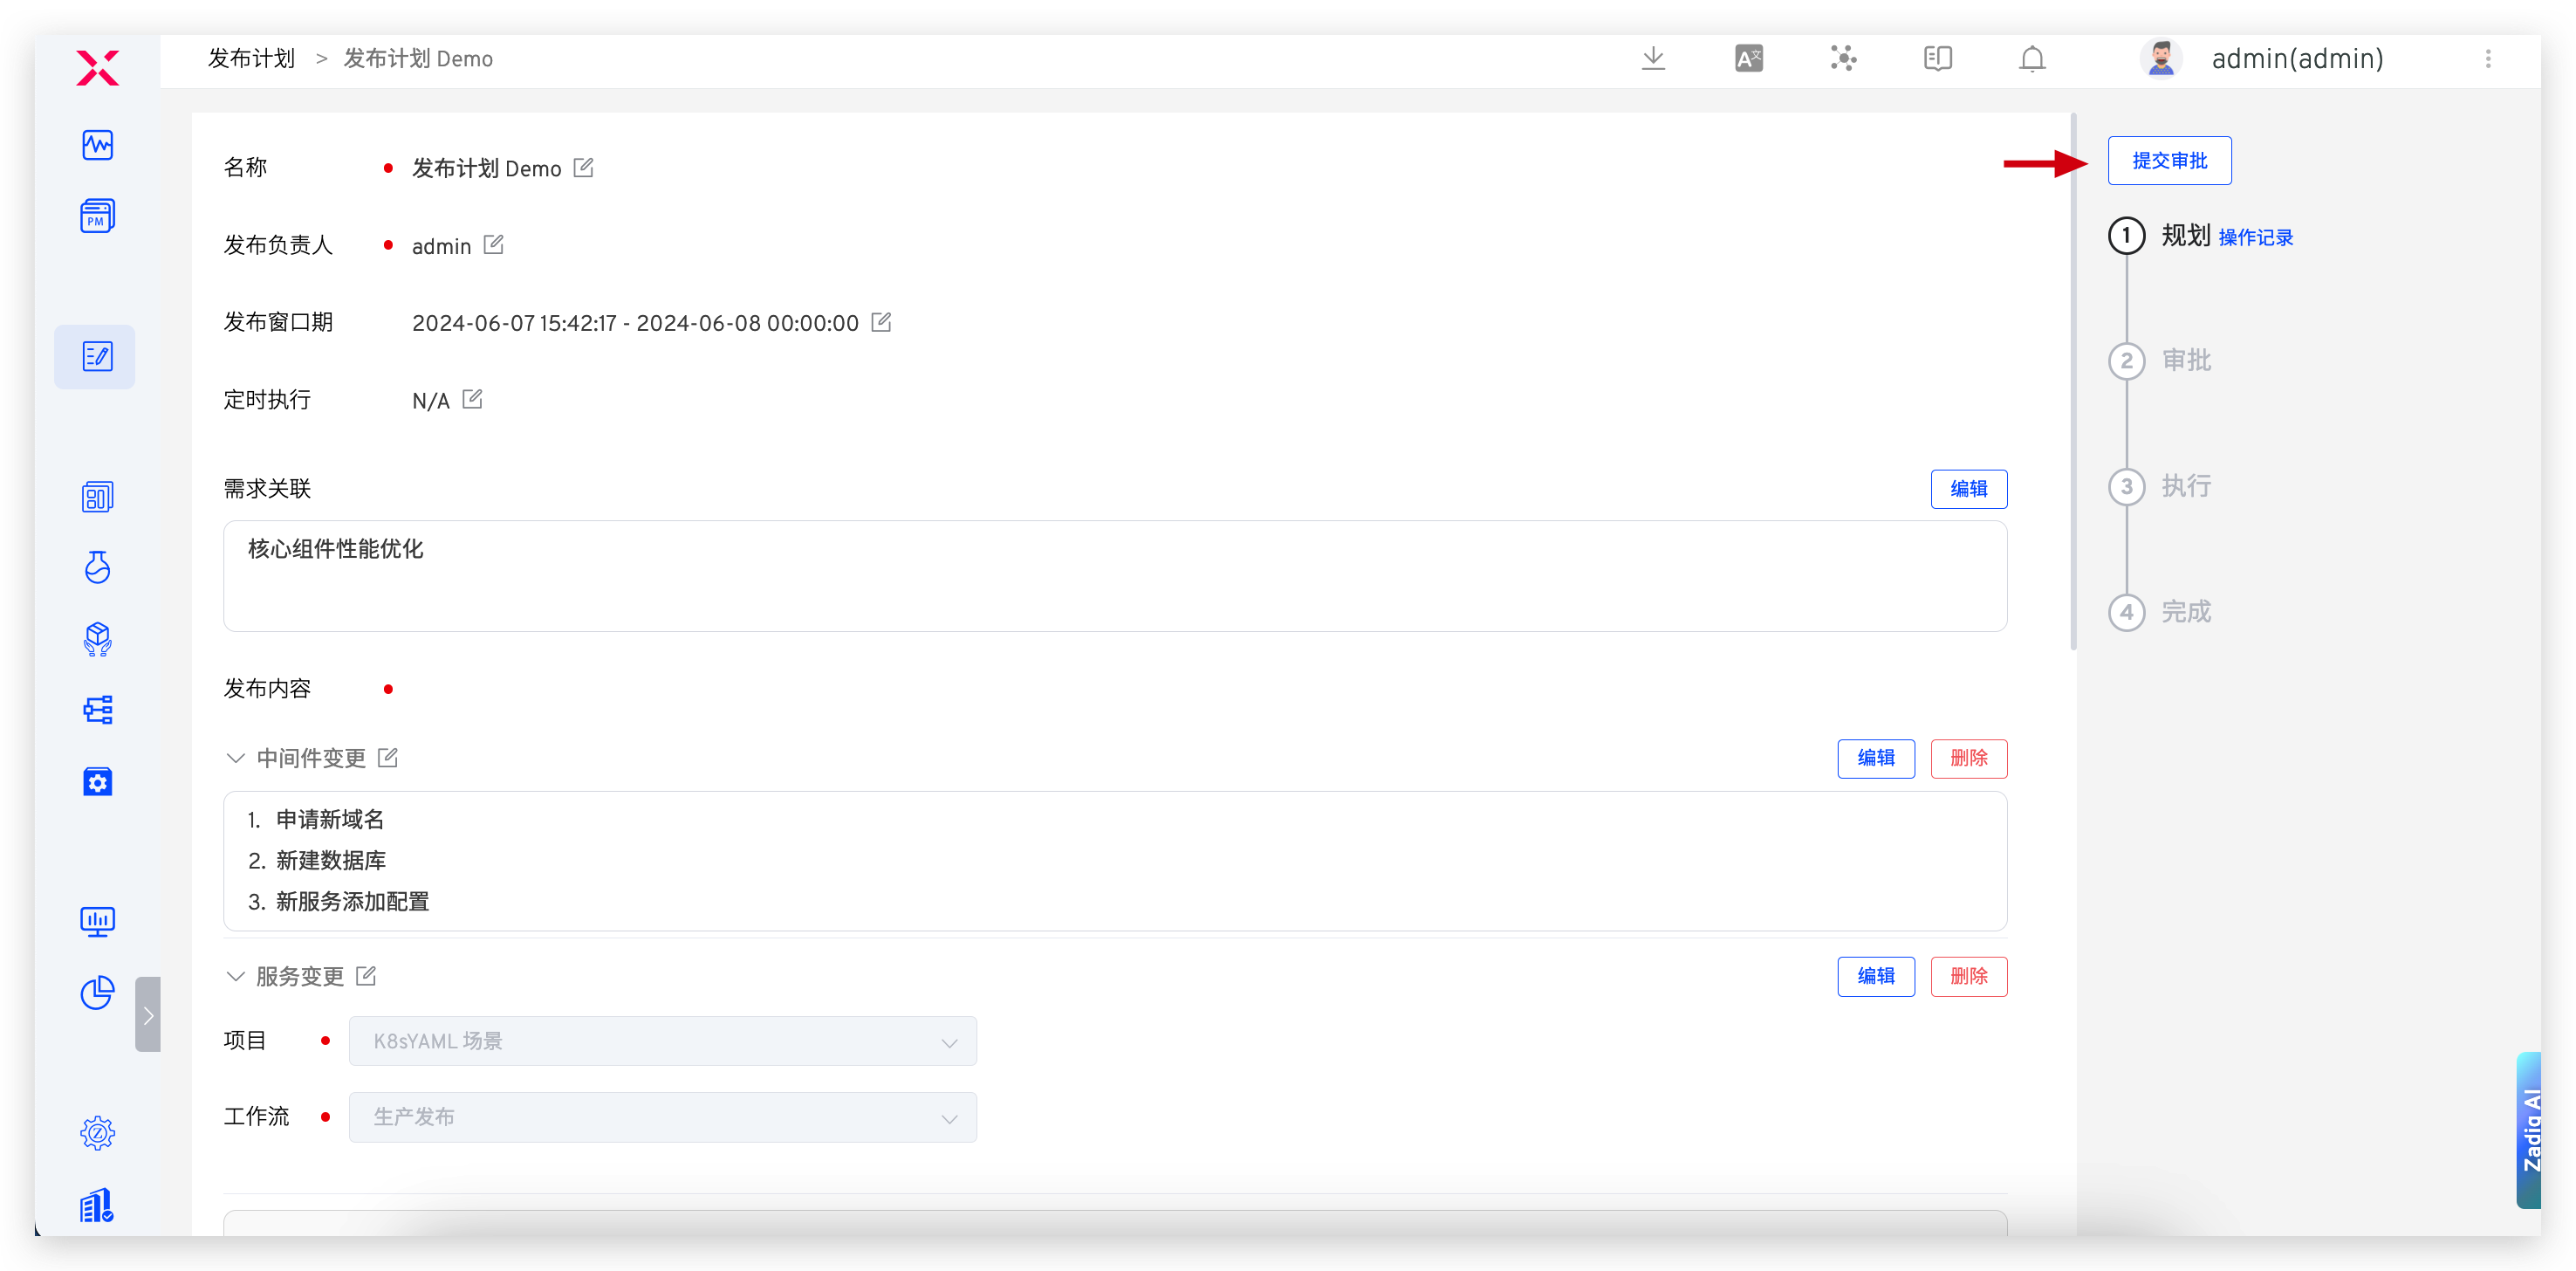 发布计划 > 发布计划 Demo
A文
admin(admin)
PM
名称 发布计划 Demo
提交审批
发布负责人 admin
1 规划 操作记录
发布窗口期 2024-06-07 15:42:17 - 2024-06-08 00:00:00
2 审批
定时执行 N/A
3 执行
需求关联 编辑
核心组件性能优化
4 完成
发布内容
中间件变更 编辑 删除
1. 申请新域名
2. 新建数据库
3. 新服务添加配置
服务变更 编辑 删除
项目 K8sYAML 场景
工作流 生产发布
Zadig AI
Z